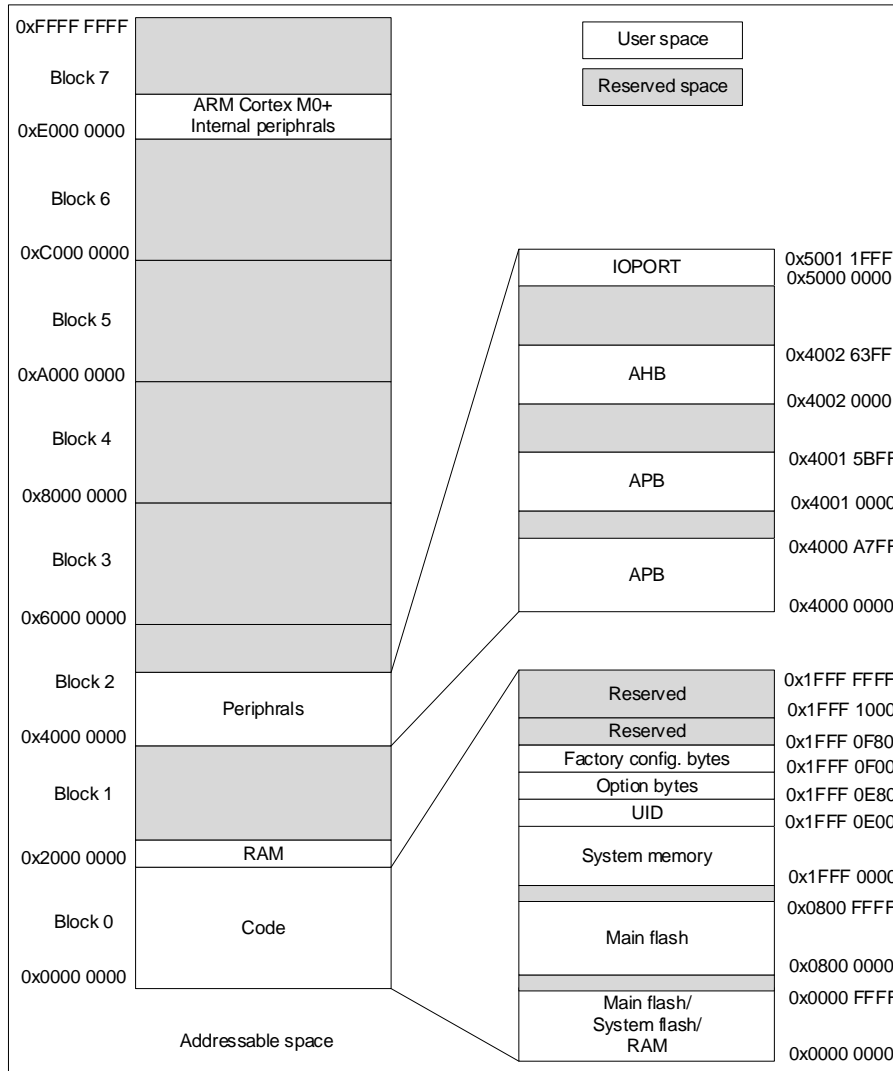 0xFFFF FFFF
Block 7
ARM Cortex M0+
Internal periphrals
0xE000 0000
Block 6
0xC000 0000
Block 5
0xA000 0000
Block 4
0x8000 0000
Block 3
0x6000 0000
Block 2
Periphrals
0x4000 0000
Block 1
0x2000 0000
RAM
Block 0
Code
0x0000 0000
Addressable space
User space
Reserved space
IOPORT
0x5001 1FFF
0x5000 0000
0x4002 63FF
AHB
0x4002 0000
0x4001 5BFF
APB
0x4001 0000
0x4000 A7FF
APB
0x4000 0000
0x1FFF FFFF
Reserved
0x1FFF 1000
Reserved
0x1FFF 0F80
Factory config. bytes
0x1FFF 0F00
Option bytes
0x1FFF 0E80
UID
0x1FFF 0E00
System memory
0x1FFF 0000
0x0800 FFFF
Main flash
0x0800 0000
0x0000 FFFF
Main flash/
System flash/
RAM
0x0000 0000